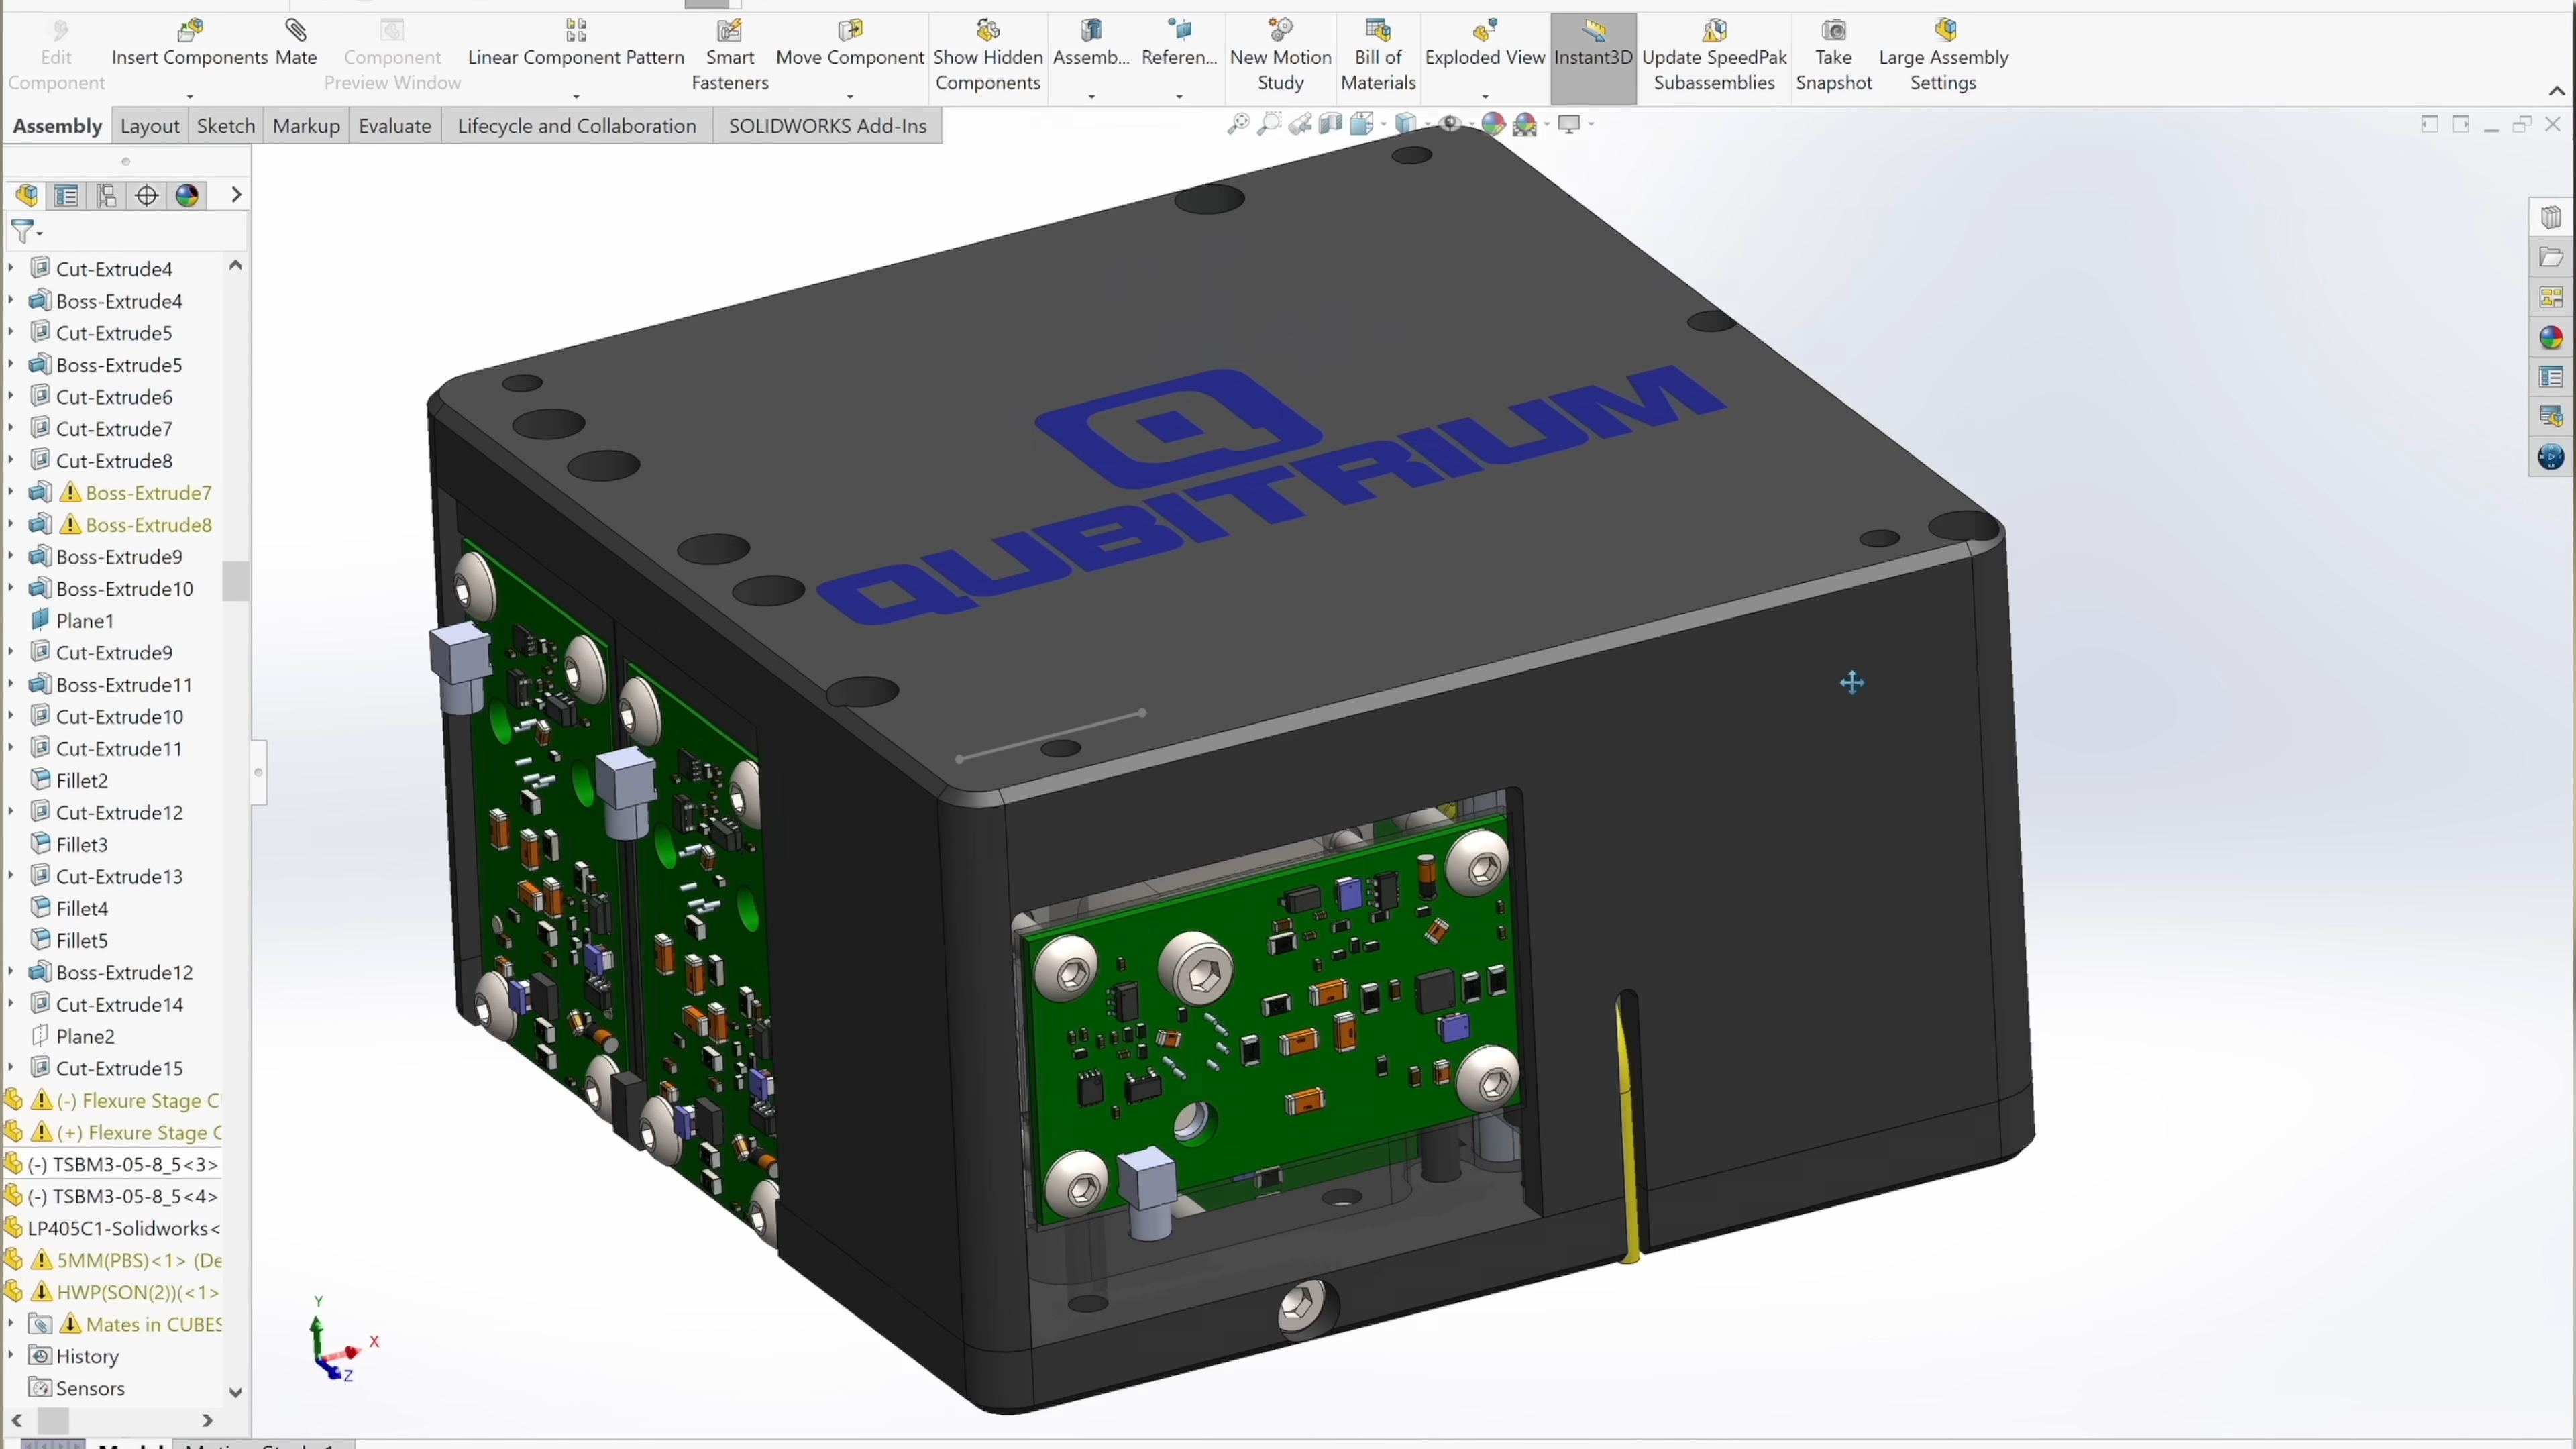 Edit Component
Insert Components
Mate
Component Preview Window
Linear Component Pattern
Smart Fasteners
Move Component
Show Hidden Components
Assemb...
Referen...
New Motion Study
Bill of Materials
Exploded View
Instant3D
Update SpeedPak Subassemblies
Take Snapshot
Large Assembly Settings
Assembly
Layout
Sketch
Markup
Evaluate
Lifecycle and Collaboration
SOLIDWORKS Add-Ins
Cut-Extrude4
Boss-Extrude4
Cut-Extrude5
Boss-Extrude5
Cut-Extrude6
Cut-Extrude7
Cut-Extrude8
Boss-Extrude7
Boss-Extrude8
Boss-Extrude9
Boss-Extrude10
Plane1
Cut-Extrude9
Boss-Extrude11
Cut-Extrude10
Cut-Extrude11
Fillet2
Cut-Extrude12
Fillet3
Cut-Extrude13
Fillet4
Fillet5
Boss-Extrude12
Cut-Extrude14
Plane2
Cut-Extrude15
(-) Flexure Stage C
(+) Flexure Stage C
(-) TSBM3-05-8_5<3>
(-) TSBM3-05-8_5<4>
LP405C1-Solidworks<
5MM(PBS)<1> (De
HWP(SON(2))(<1>
Mates in CUBES
History
Sensors
Q
QUBITRIUM
Y
X
Z